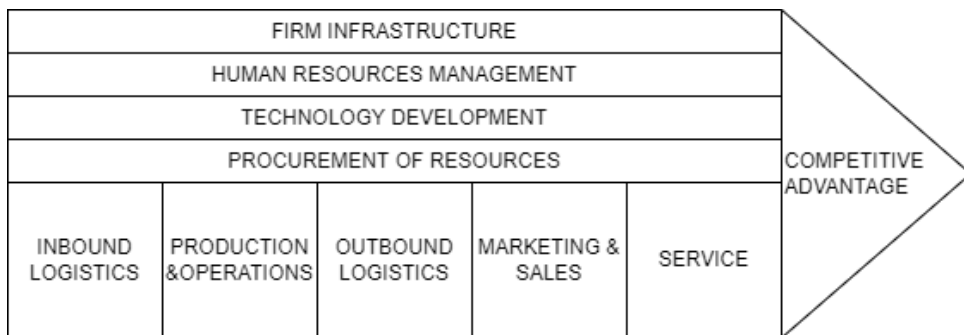 FIRM INFRASTRUCTURE
HUMAN RESOURCES MANAGEMENT
TECHNOLOGY DEVELOPMENT
PROCUREMENT OF RESOURCES
COMPETITIVE
ADVANTAGE
INBOUND
LOGISTICS
PRODUCTION
&OPERATIONS
OUTBOUND
LOGISTICS
MARKETING &
SALES
SERVICE